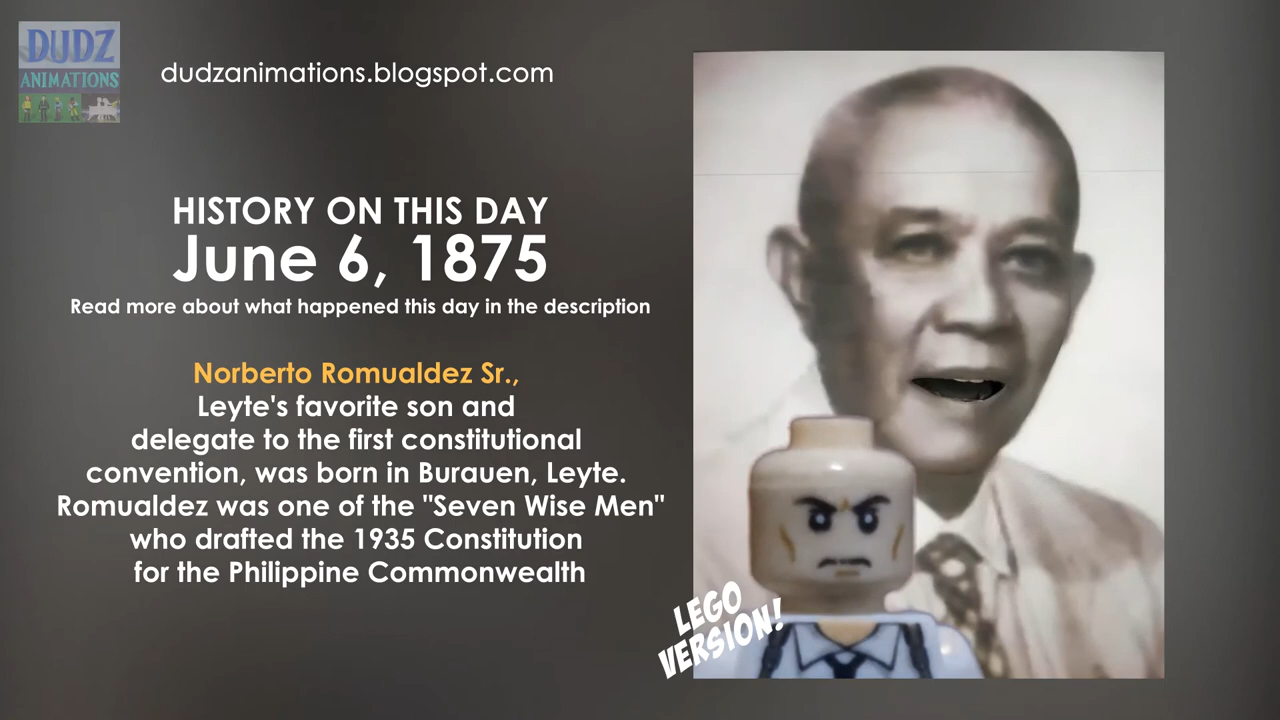 DUDZ
ANIMATIONS
dudzanimations.blogspot.com
HISTORY ON THIS DAY
June 6, 1875
Read more about what happened this day in the description
Norberto Romualdez Sr.,
Leyte's favorite son and
delegate to the first constitutional
convention, was born in Burauen, Leyte.
Romualdez was one of the "Seven Wise Men"
who drafted the 1935 Constitution
for the Philippine Commonwealth
LEGO
VERSION!